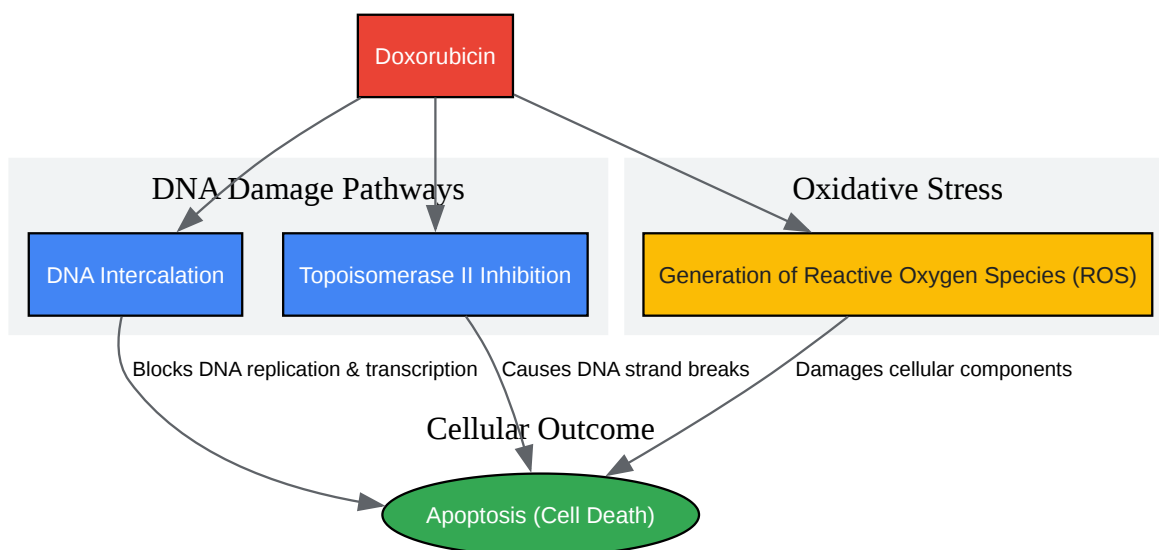 Doxorubicin
DNA Damage Pathways
Oxidative Stress
DNA Intercalation
Topoisomerase II Inhibition
Generation of Reactive Oxygen Species (ROS)
Blocks DNA replication & transcription
Causes DNA strand breaks
Damages cellular components
Cellular Outcome
Apoptosis (Cell Death)